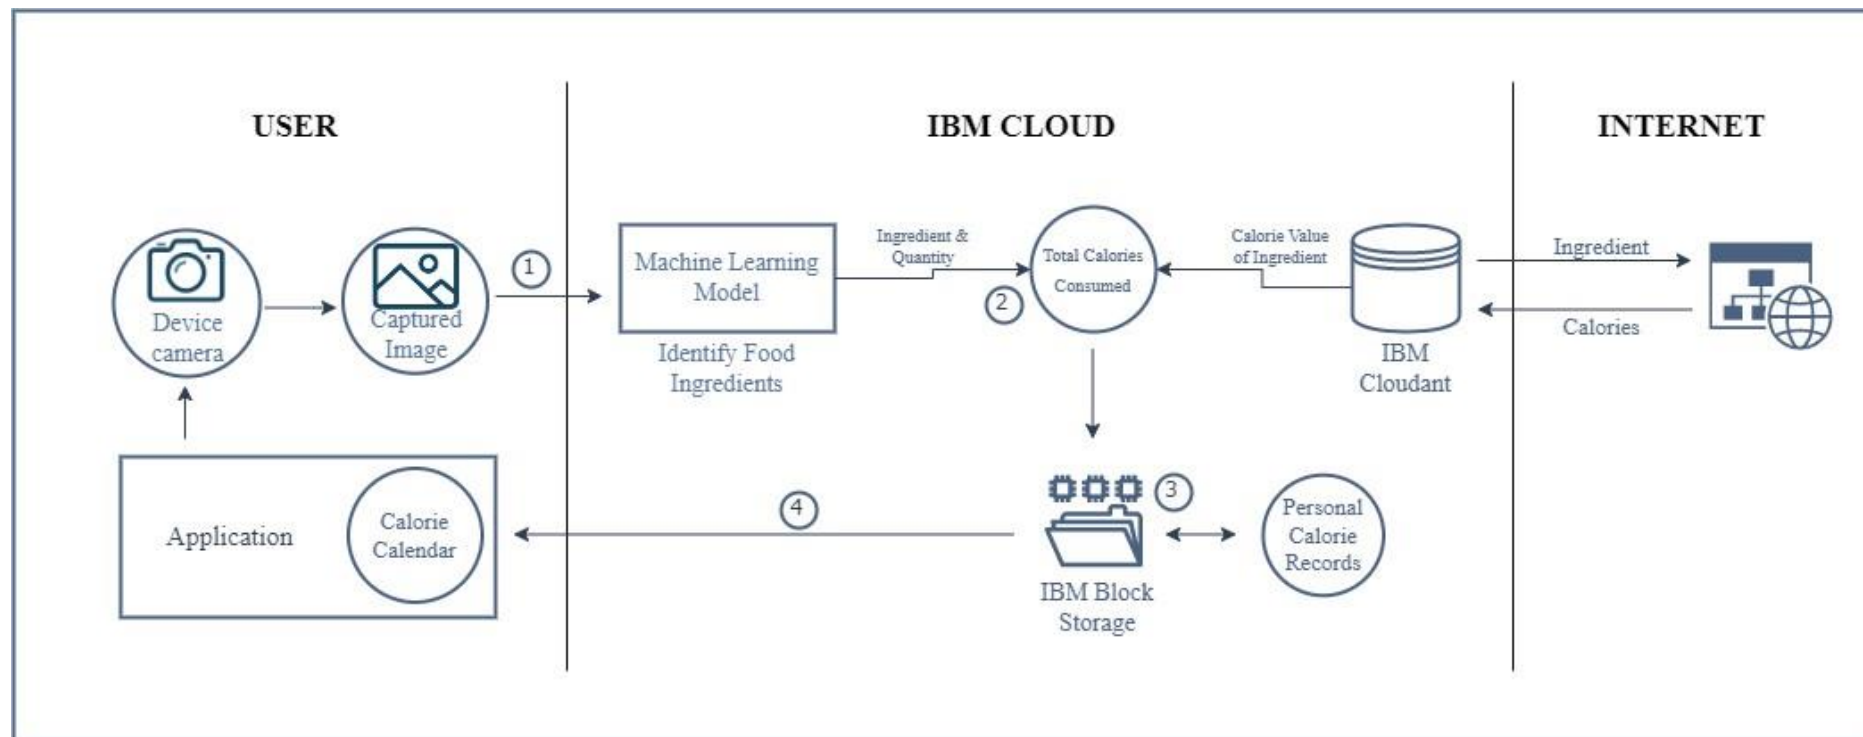 USER
IBM CLOUD
INTERNET
Device
camera
Captured
Image
1
Machine Learning
Model
Identify Food
Ingredients
Ingredient &
Quantity
2
Total Calories
Consumed
Calorie Value
of Ingredient
IBM
Cloudant
Ingredient
Calories
Application
Calorie
Calendar
4
3
IBM Block
Storage
Personal
Calorie
Records